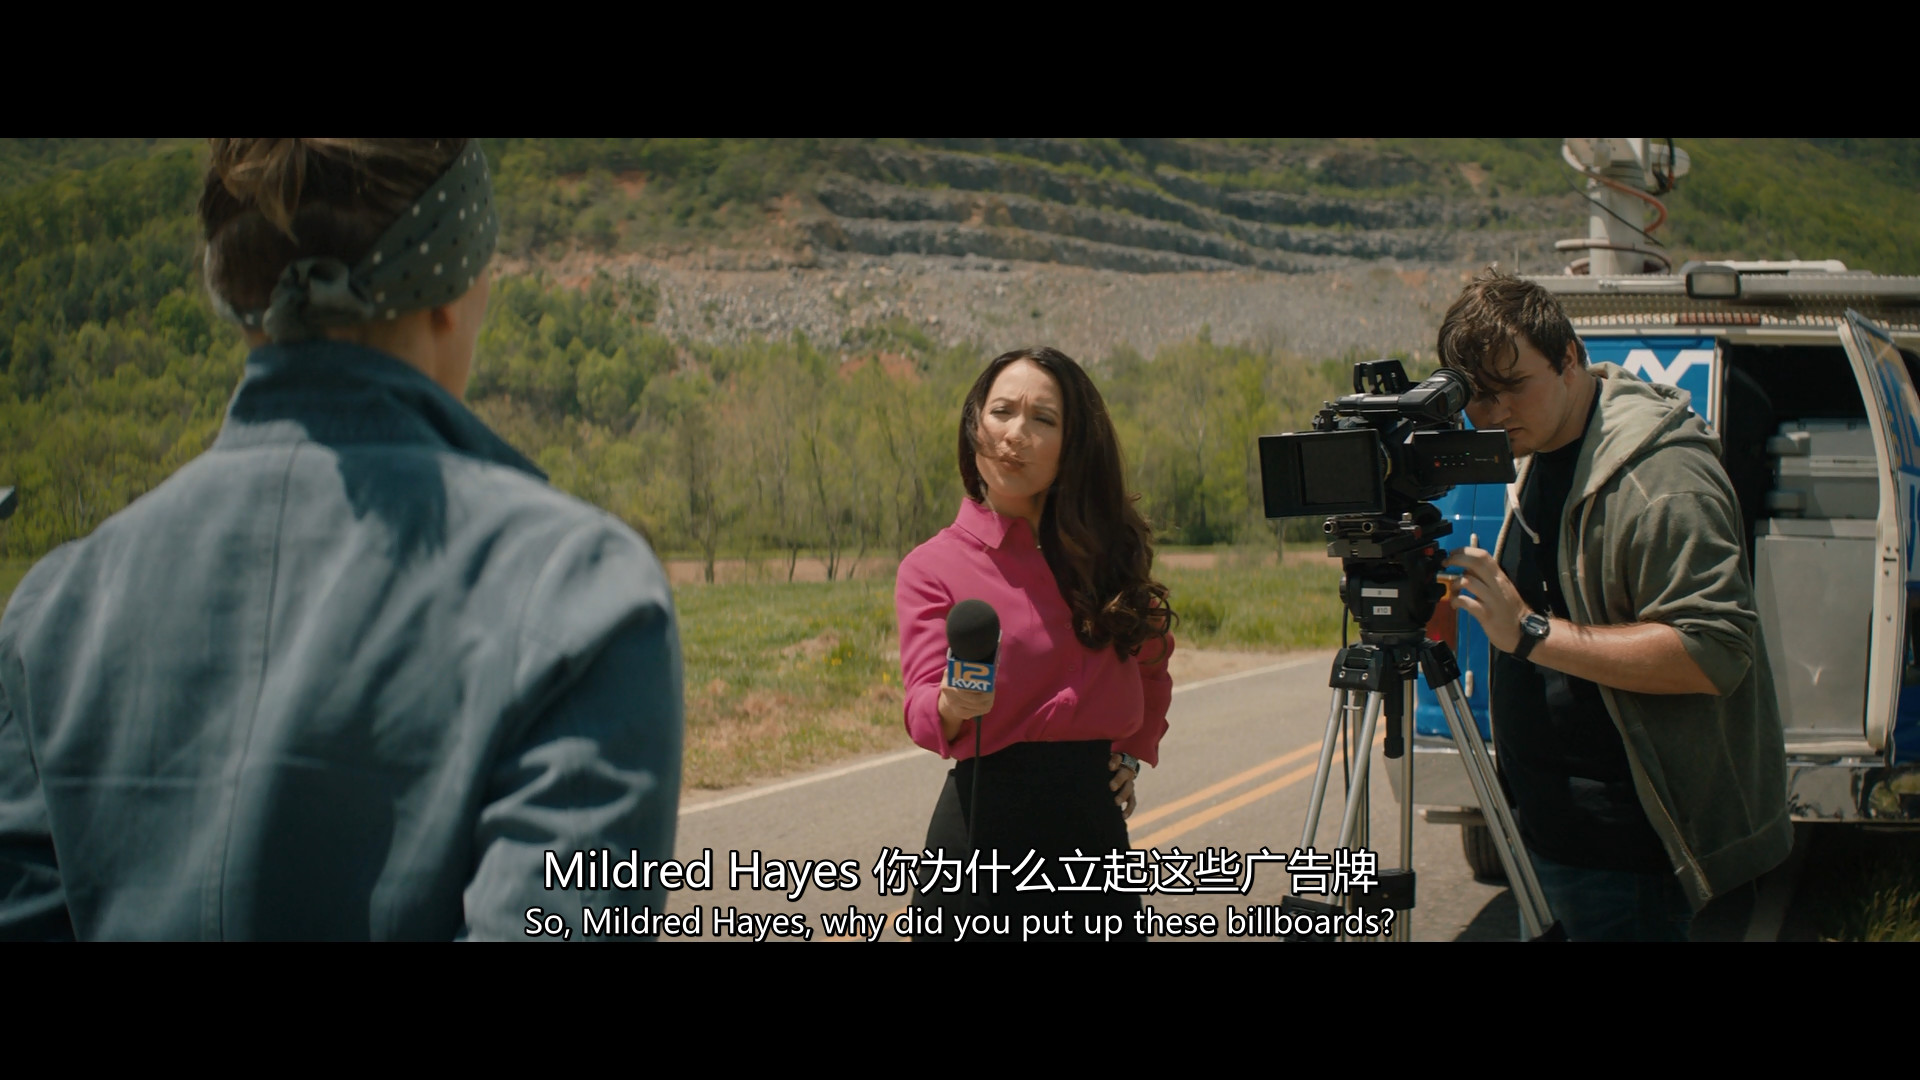 12
KVXT
Mildred Hayes 你为什么立起这些广告牌
So, Mildred Hayes, why did you put up these billboards?